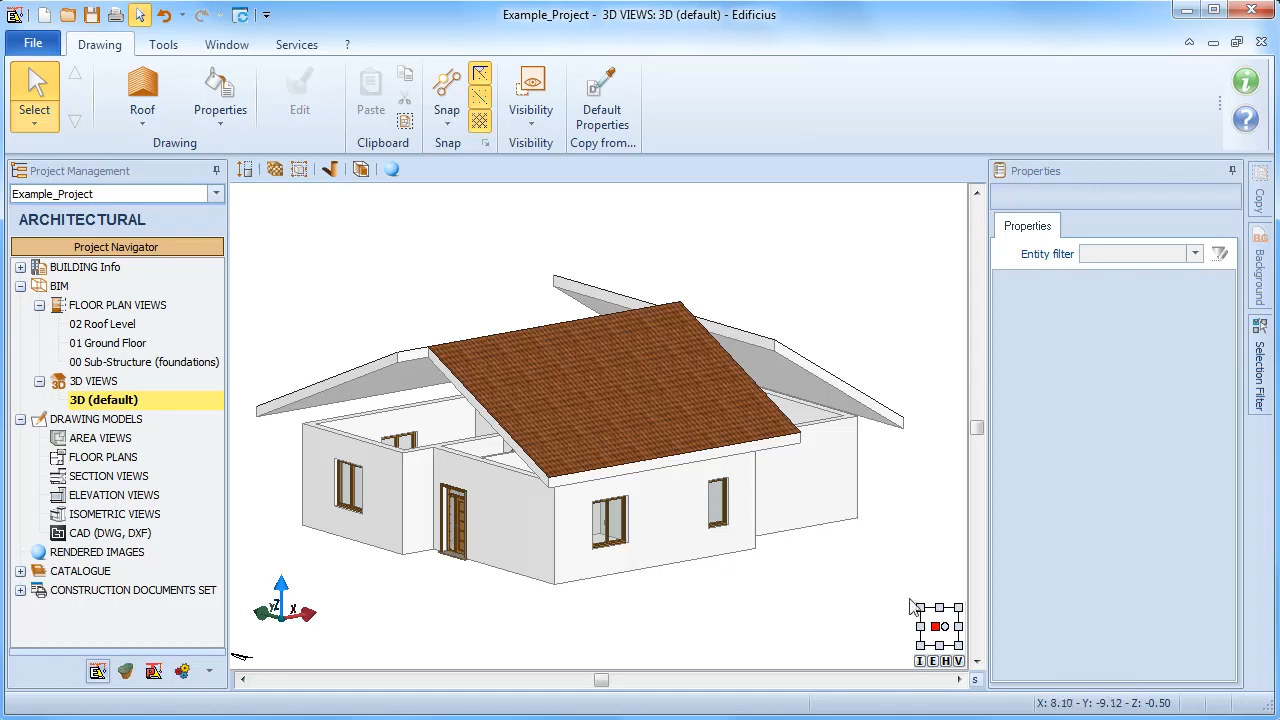 Example_Project - 3D VIEWS: 3D (default) - Edificius
File
Drawing
Tools
Window
Services
?
Select
Roof
Properties
Edit
Paste
Snap
Visibility
Default
Properties
Drawing
Clipboard
Snap
Visibility
Copy from...
Project Management
Example_Project
ARCHITECTURAL
Project Navigator
BUILDING Info
BIM
FLOOR PLAN VIEWS
02 Roof Level
01 Ground Floor
00 Sub-Structure (foundations)
3D VIEWS
3D (default)
DRAWING MODELS
AREA VIEWS
FLOOR PLANS
SECTION VIEWS
ELEVATION VIEWS
ISOMETRIC VIEWS
CAD (DWG, DXF)
RENDERED IMAGES
CATALOGUE
CONSTRUCTION DOCUMENTS SET
Y Z X
I E H V
S
Properties
Properties
Entity filter
Copy
Background
Selection Filter
X: 8.10 - Y: -9.12 - Z: -0.50